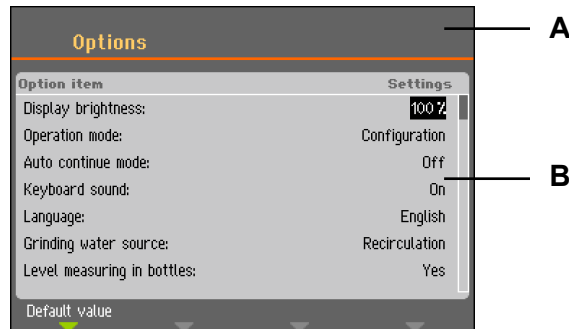 Options
A
Option item Settings
Display brightness: 100 %
Operation mode: Configuration
Auto continue mode: Off
B
Keyboard sound: On
Language: English
Grinding water source: Recirculation
Level measuring in bottles: Yes
Default value